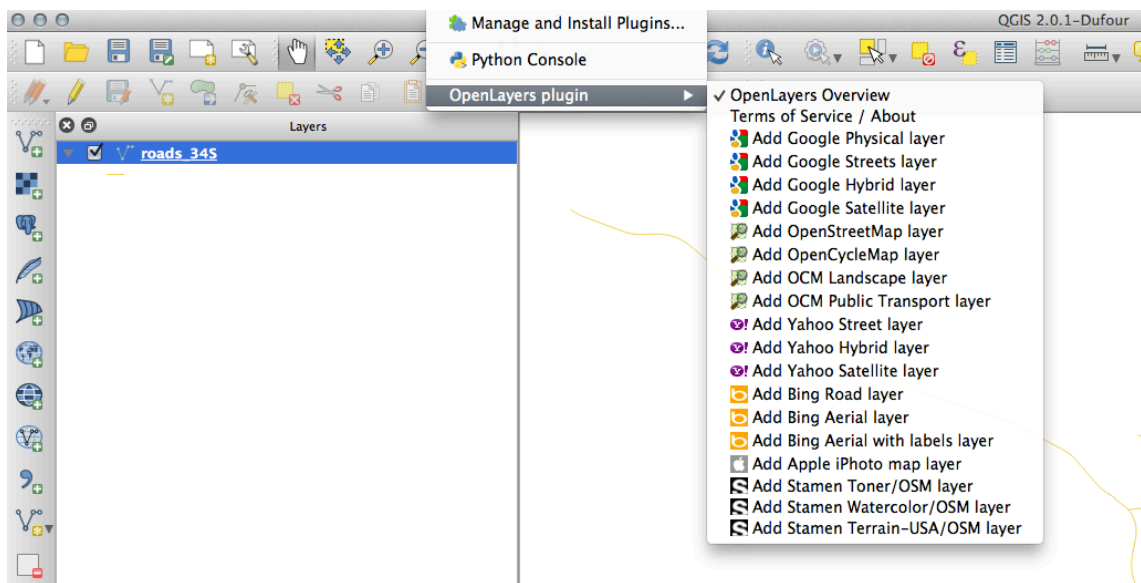 Manage and Install Plugins...
QGIS 2.0.1-Dufour
Python Console
OpenLayers plugin
✓ OpenLayers Overview
Terms of Service / About
Add Google Physical layer
Add Google Streets layer
Add Google Hybrid layer
Add Google Satellite layer
Add OpenStreetMap layer
Add OpenCycleMap layer
Add OCM Landscape layer
Add OCM Public Transport layer
Add Yahoo Street layer
Add Yahoo Hybrid layer
Add Yahoo Satellite layer
Add Bing Road layer
Add Bing Aerial layer
Add Bing Aerial with labels layer
Add Apple iPhoto map layer
Add Stamen Toner/OSM layer
Add Stamen Watercolor/OSM layer
Add Stamen Terrain-USA/OSM layer
Layers
roads_34S